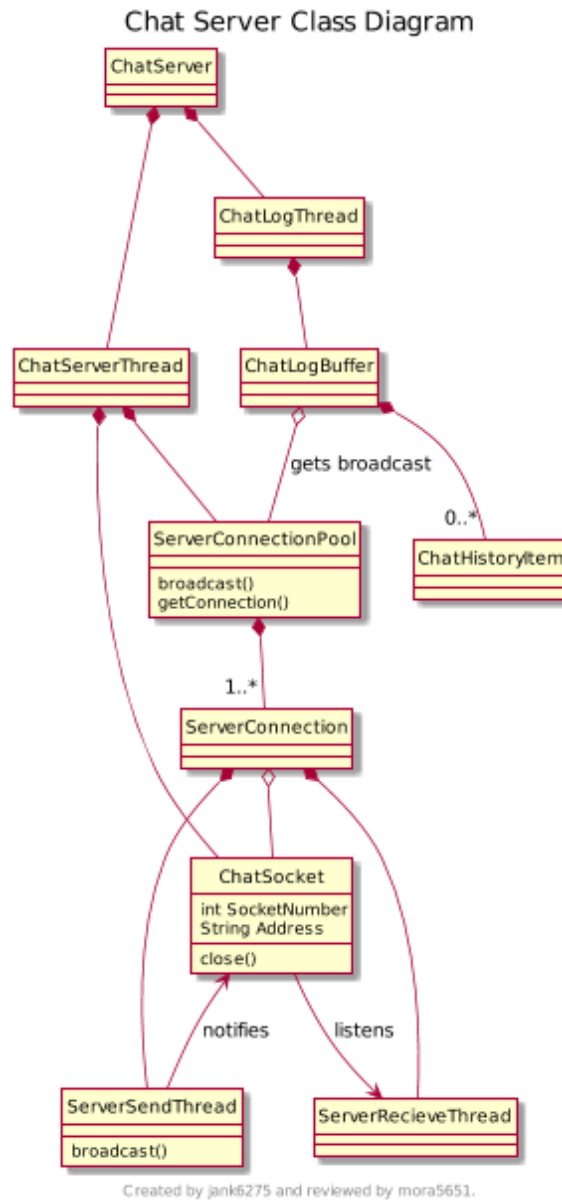 Chat Server Class Diagram
ChatServer
ChatLogThread
ChatServerThread
ChatLogBuffer
gets broadcast
0..*
ServerConnectionPool
broadcast()
getConnection()
ChatHistoryItem
1..*
ServerConnection
ChatSocket
int SocketNumber
String Address
close()
notifies
listens
ServerSendThread
broadcast()
ServerRecieveThread
Created by jank6275 and reviewed by mora5651.